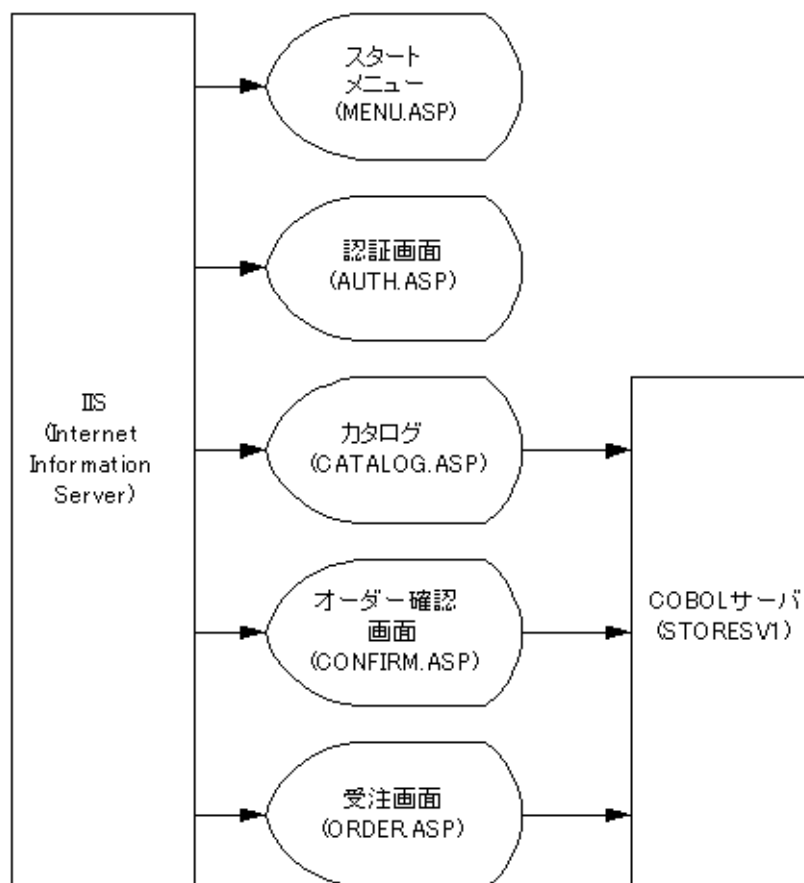 スタート
メニュー
(MENU.ASP)
認証画面
(AUTH.ASP)
IIS
(Internet
Information
Server)
カタログ
(CATALOG.ASP)
オーダー確認
画面
(CONFIRM.ASP)
COBOLサーバ
(STORESV1)
受注画面
(ORDER.ASP)